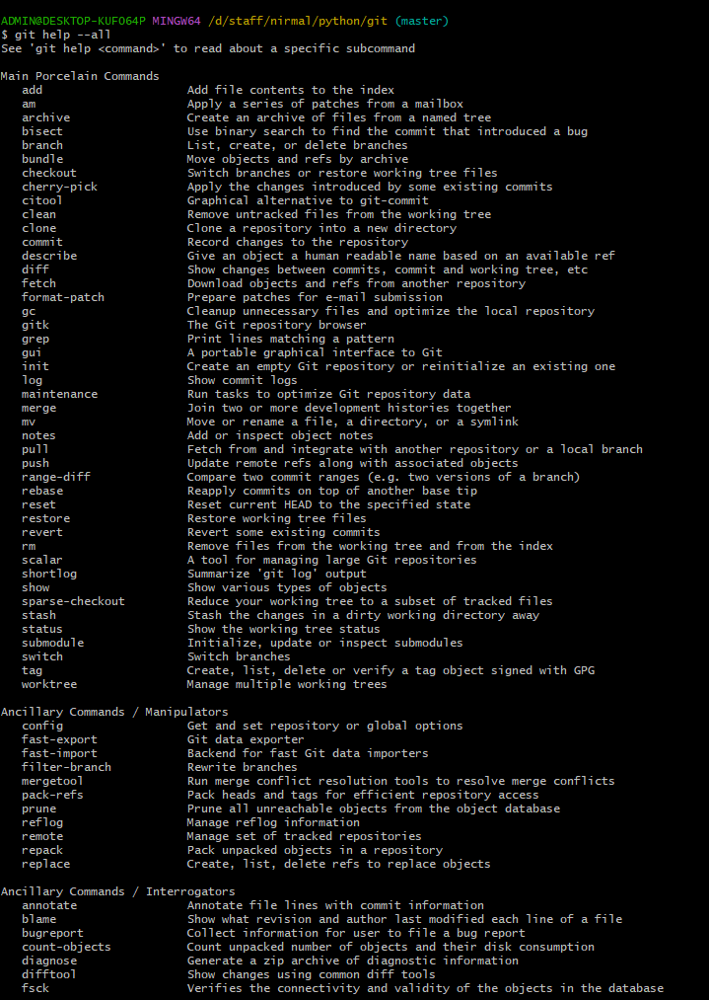 ADMIN@DESKTOP-KUFO64P MINGW64 /d/staff/nirmal/python/git (master)
$ git help --all
See 'git help <command>' to read about a specific subcommand

Main Porcelain Commands
   add                     Add file contents to the index
   am                      Apply a series of patches from a mailbox
   archive                 Create an archive of files from a named tree
   bisect                  Use binary search to find the commit that introduced a bug
   branch                  List, create, or delete branches
   bundle                  Move objects and refs by archive
   checkout                Switch branches or restore working tree files
   cherry-pick             Apply the changes introduced by some existing commits
   citool                  Graphical alternative to git-commit
   clean                   Remove untracked files from the working tree
   clone                   Clone a repository into a new directory
   commit                  Record changes to the repository
   describe                Give an object a human readable name based on an available ref
   diff                    Show changes between commits, commit and working tree, etc
   fetch                   Download objects and refs from another repository
   format-patch            Prepare patches for e-mail submission
   gc                      Cleanup unnecessary files and optimize the local repository
   gitk                    The Git repository browser
   grep                    Print lines matching a pattern
   gui                     A portable graphical interface to Git
   init                    Create an empty Git repository or reinitialize an existing one
   log                     Show commit logs
   maintenance             Run tasks to optimize Git repository data
   merge                   Join two or more development histories together
   mv                      Move or rename a file, a directory, or a symlink
   notes                   Add or inspect object notes
   pull                    Fetch from and integrate with another repository or a local branch
   push                    Update remote refs along with associated objects
   range-diff              Compare two commit ranges (e.g. two versions of a branch)
   rebase                  Reapply commits on top of another base tip
   reset                   Reset current HEAD to the specified state
   restore                 Restore working tree files
   revert                  Revert some existing commits
   rm                      Remove files from the working tree and from the index
   scalar                  A tool for managing large Git repositories
   shortlog                Summarize 'git log' output
   show                    Show various types of objects
   sparse-checkout         Reduce your working tree to a subset of tracked files
   stash                   Stash the changes in a dirty working directory away
   status                  Show the working tree status
   submodule               Initialize, update or inspect submodules
   switch                  Switch branches
   tag                     Create, list, delete or verify a tag object signed with GPG
   worktree                Manage multiple working trees

Ancillary Commands / Manipulators
   config                  Get and set repository or global options
   fast-export             Git data exporter
   fast-import             Backend for fast Git data importers
   filter-branch           Rewrite branches
   mergetool               Run merge conflict resolution tools to resolve merge conflicts
   pack-refs               Pack heads and tags for efficient repository access
   prune                   Prune all unreachable objects from the object database
   reflog                  Manage reflog information
   remote                  Manage set of tracked repositories
   repack                  Pack unpacked objects in a repository
   replace                 Create, list, delete refs to replace objects

Ancillary Commands / Interrogators
   annotate                Annotate file lines with commit information
   blame                   Show what revision and author last modified each line of a file
   bugreport               Collect information for user to file a bug report
   count-objects           Count unpacked number of objects and their disk consumption
   diagnose                Generate a zip archive of diagnostic information
   difftool                Show changes using common diff tools
   fsck                    Verifies the connectivity and validity of the objects in the database